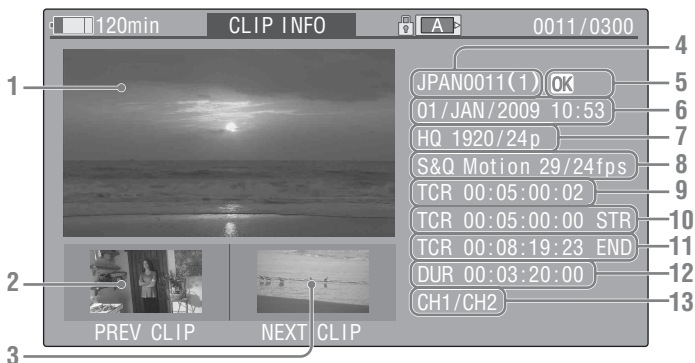 120min CLIP INFO A 0011/0300
4
1
JPAN0011(1) OK 5
01/JAN/2009 10:53 6
HQ 1920/24p 7
S&Q Motion 29/24fps 8
TCR 00:05:00:02 9
TCR 00:05:00:00 STR 10
TCR 00:08:19:23 END 11
2
DUR 00:03:20:00 12
CH1/CH2 13
PREV CLIP NEXT CLIP
3